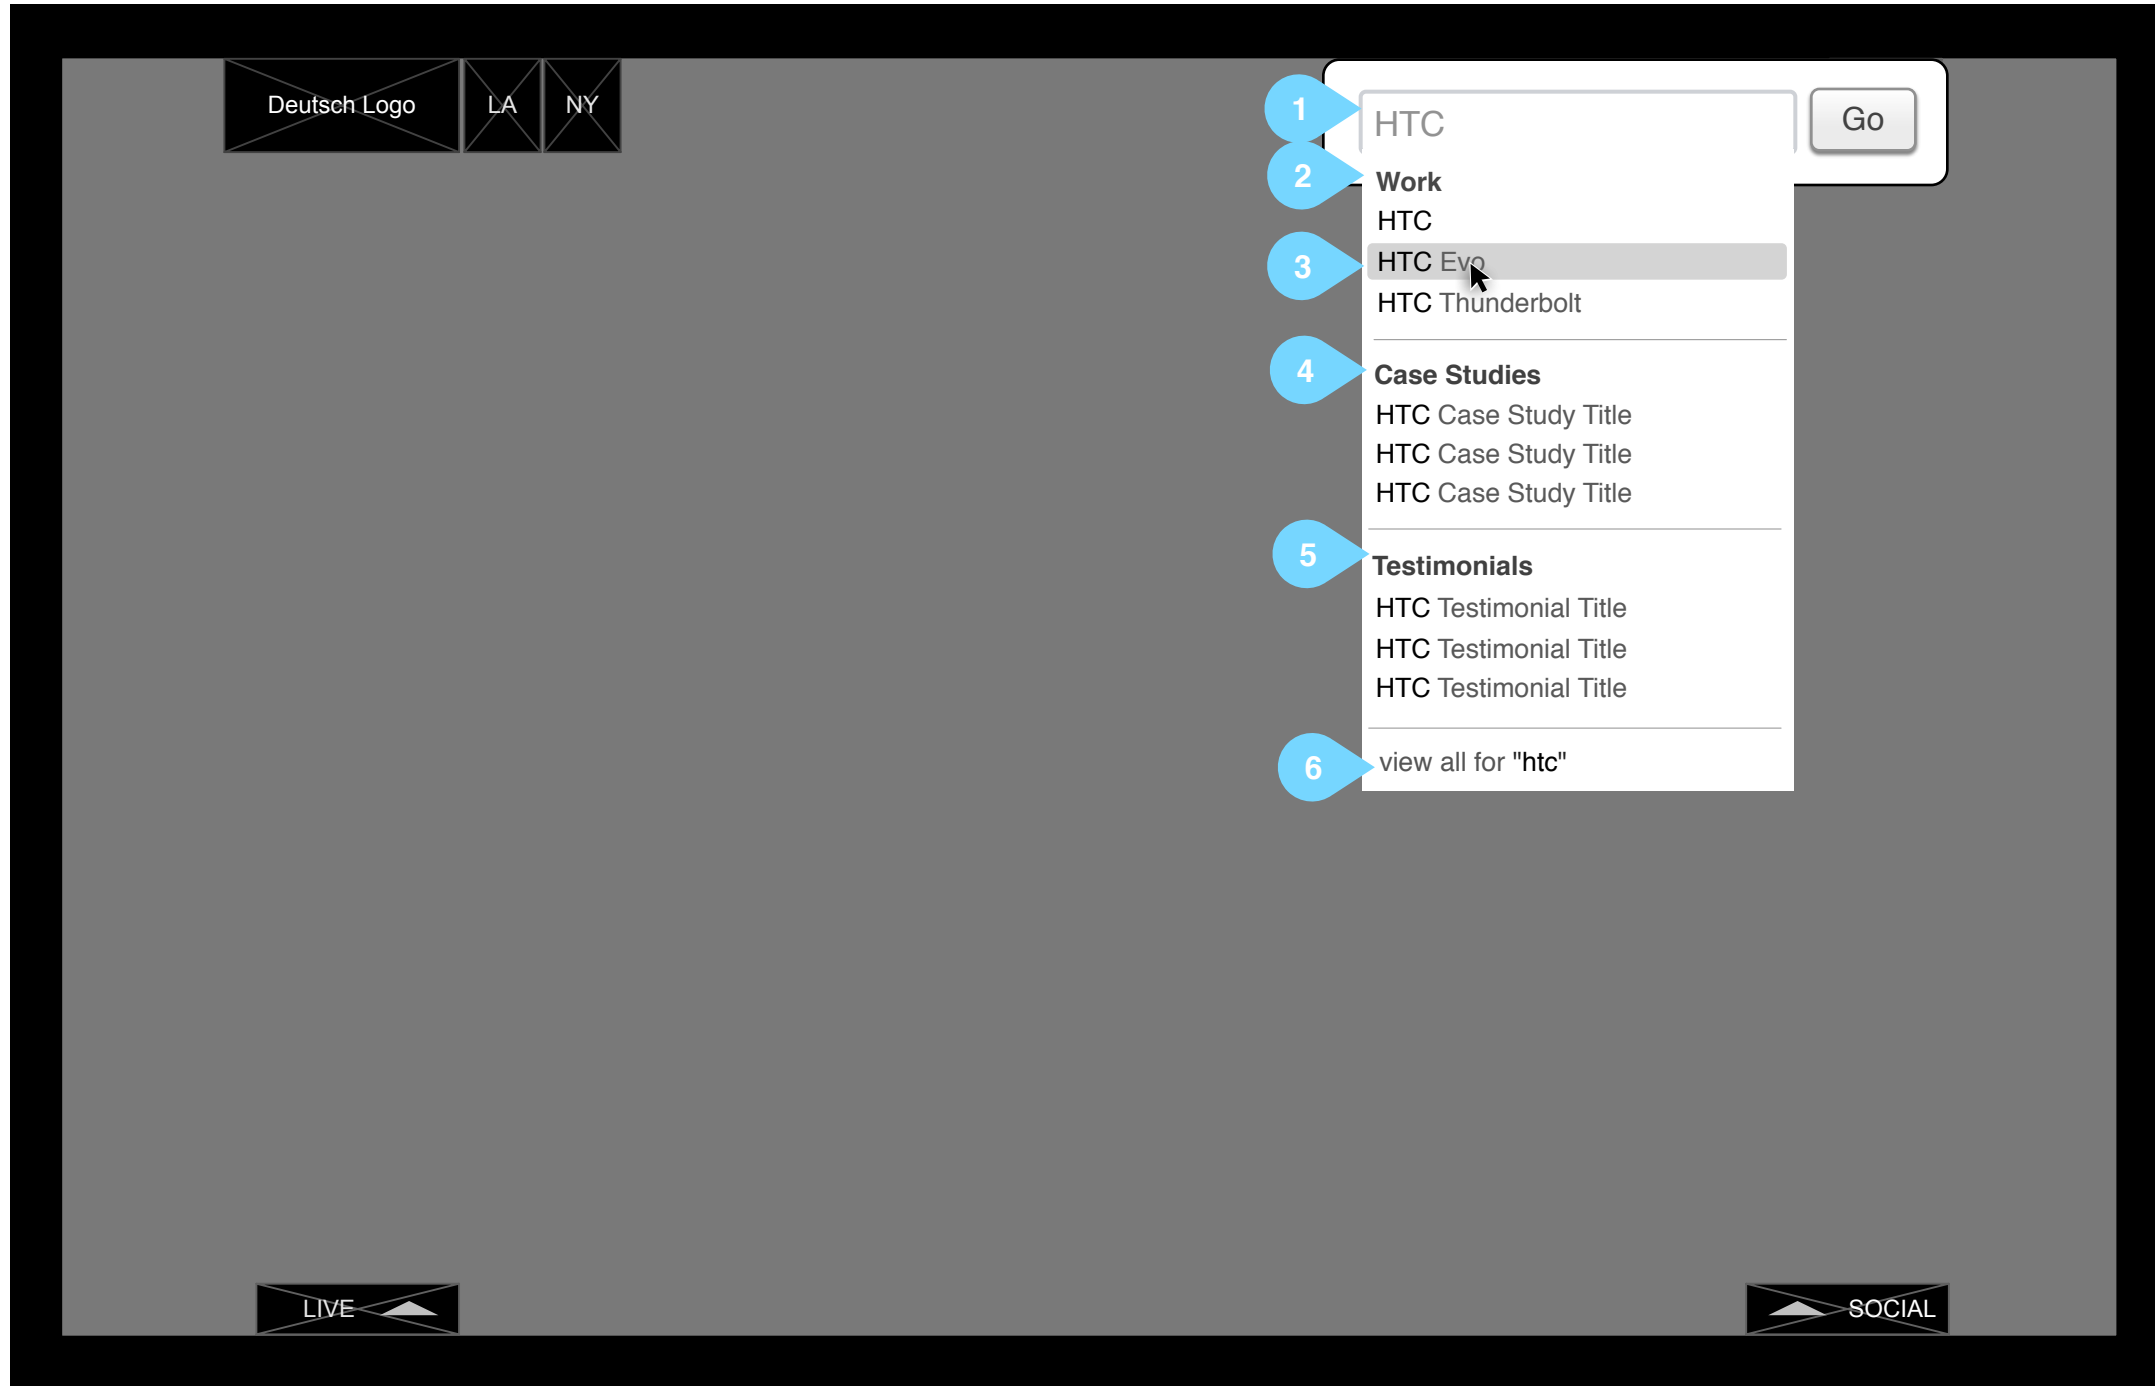 Deutsch Logo
LA
NY
1
HTC
Go
2
Work
HTC
3
HTC Evo
HTC Thunderbolt
4
Case Studies
HTC Case Study Title
HTC Case Study Title
HTC Case Study Title
5
Testimonials
HTC Testimonial Title
HTC Testimonial Title
HTC Testimonial Title
6
view all for "htc"
LIVE
SOCIAL